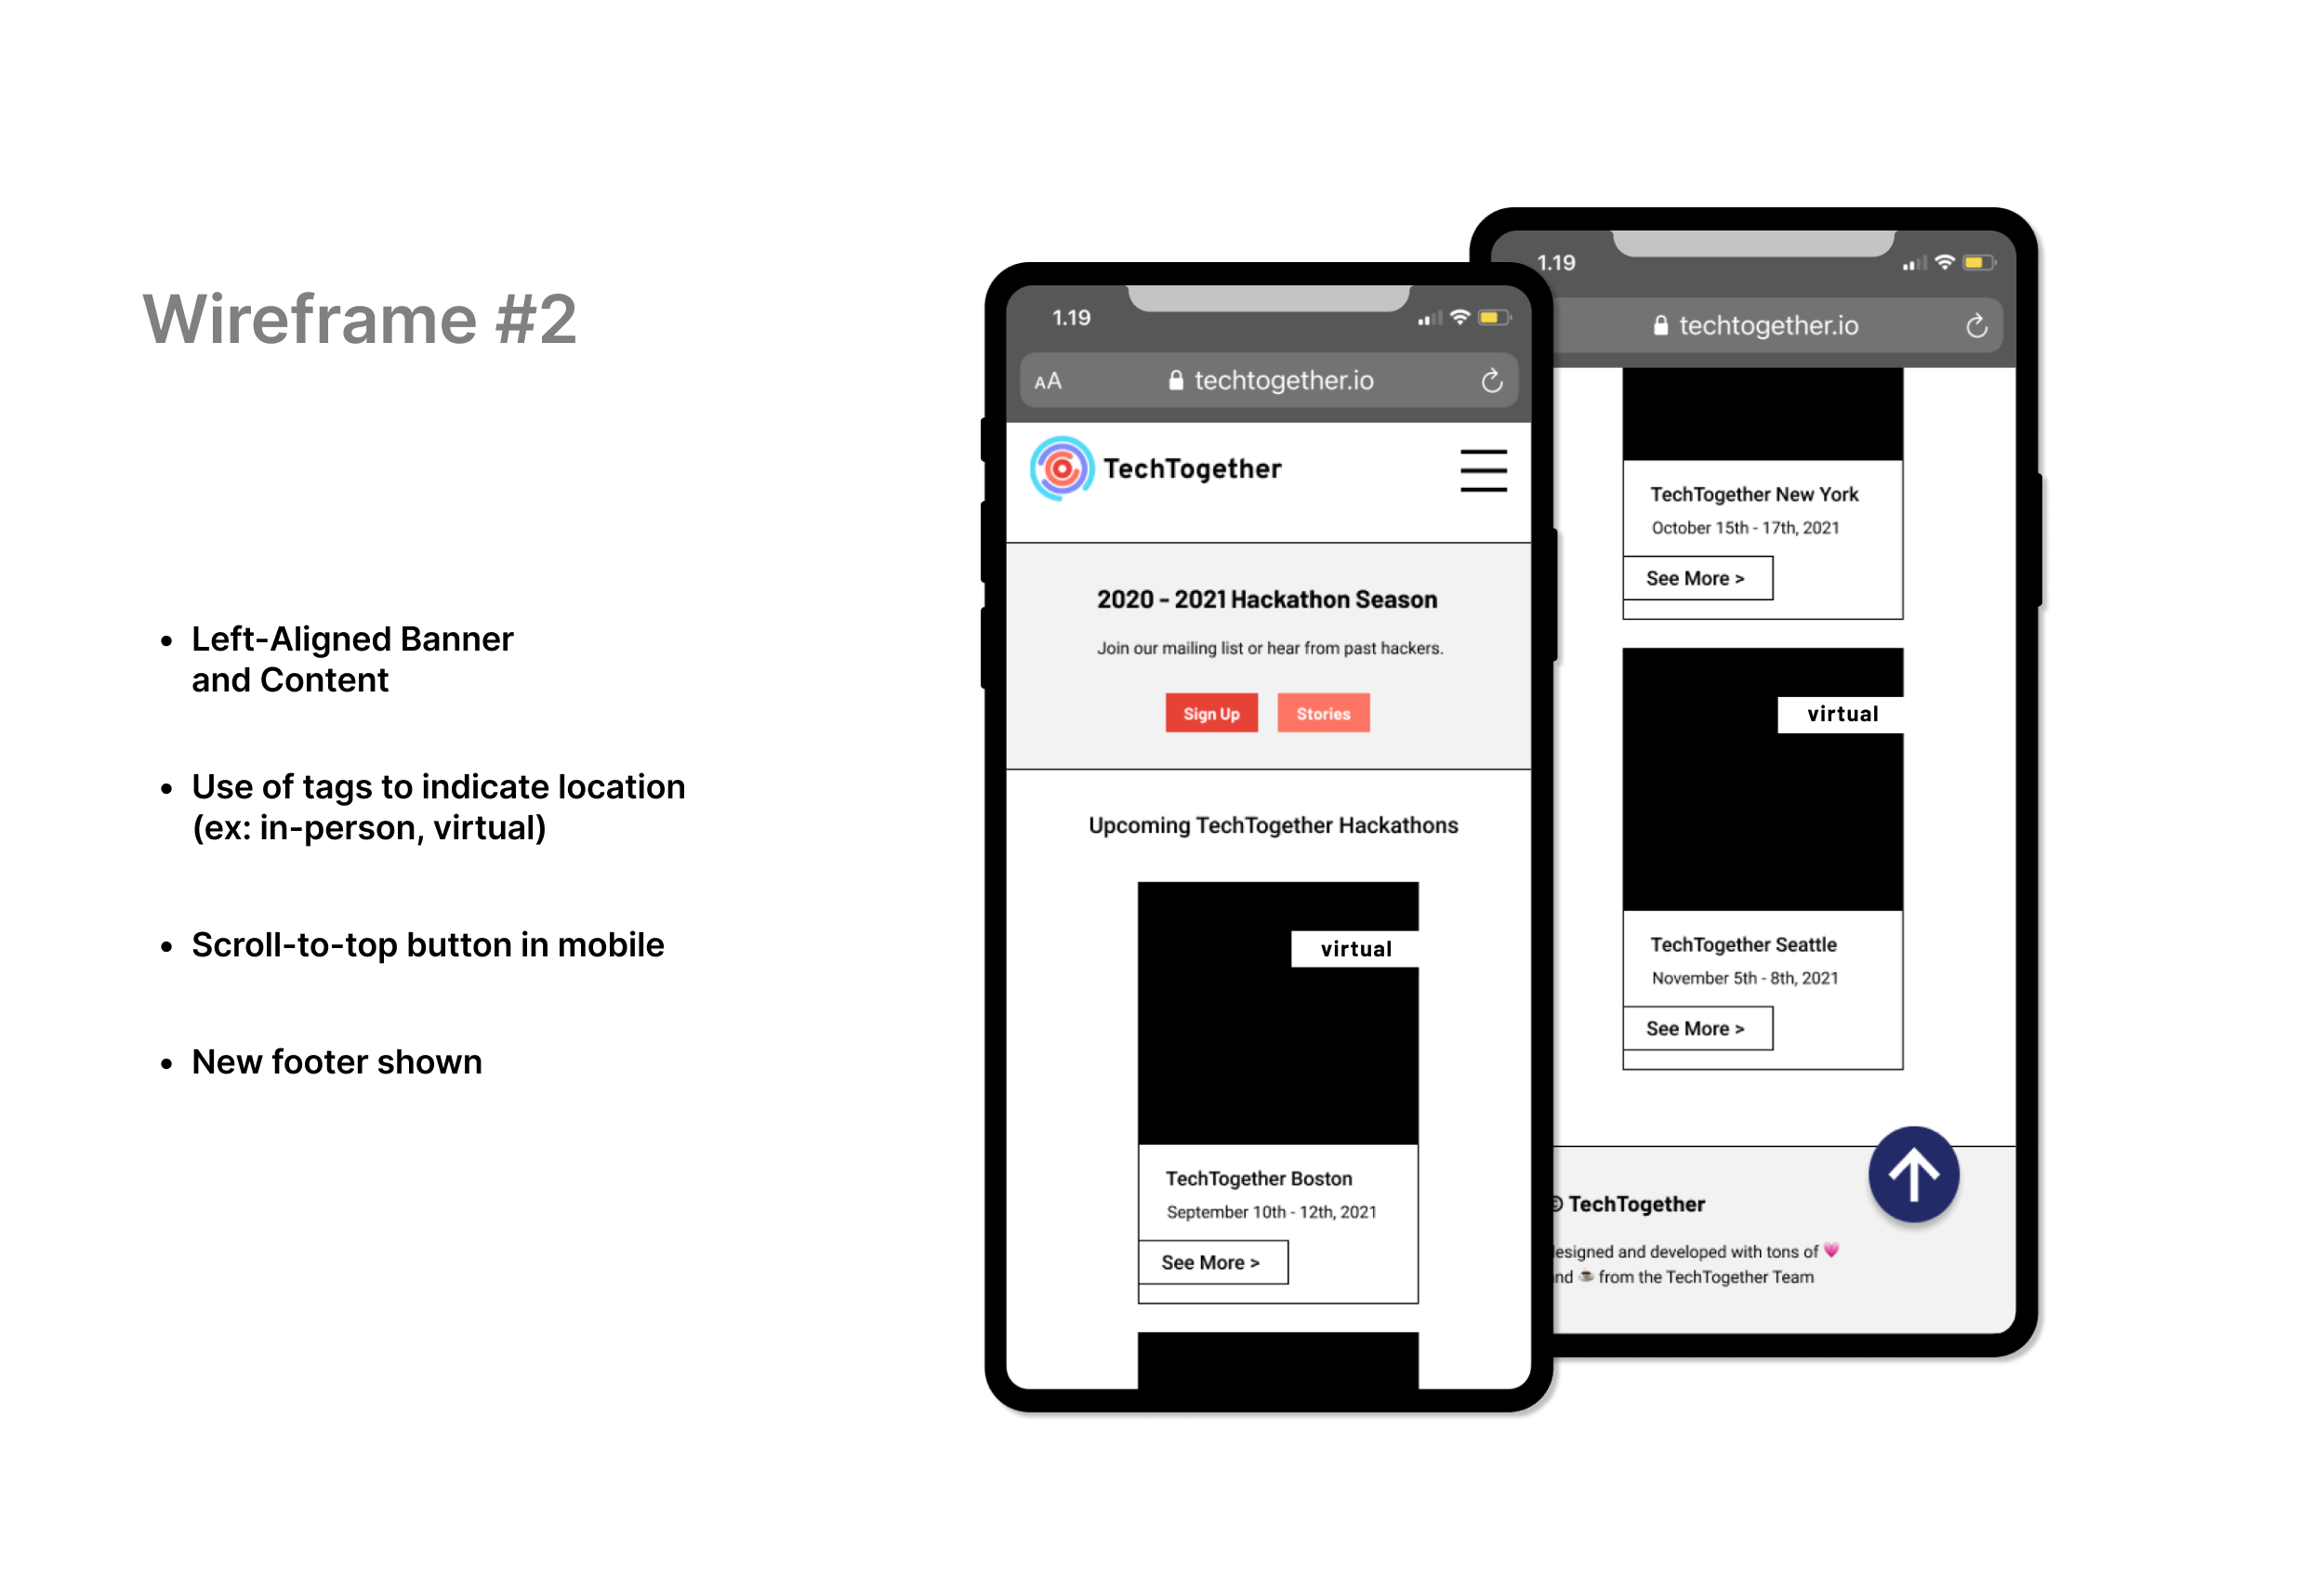 Wireframe #2
• Left-Aligned Banner
and Content
• Use of tags to indicate location
(ex: in-person, virtual)
• Scroll-to-top button in mobile
• New footer shown
1.19
AA techtogether.io
TechTogether
2020 - 2021 Hackathon Season
Join our mailing list or hear from past hackers.
Sign Up Stories
Upcoming TechTogether Hackathons
virtual
TechTogether Boston
September 10th - 12th, 2021
See More >
1.19
techtogether.io
TechTogether New York
October 15th - 17th, 2021
See More >
virtual
TechTogether Seattle
November 5th - 8th, 2021
See More >
© TechTogether
esigned and developed with tons of 💗
nd ☕ from the TechTogether Team